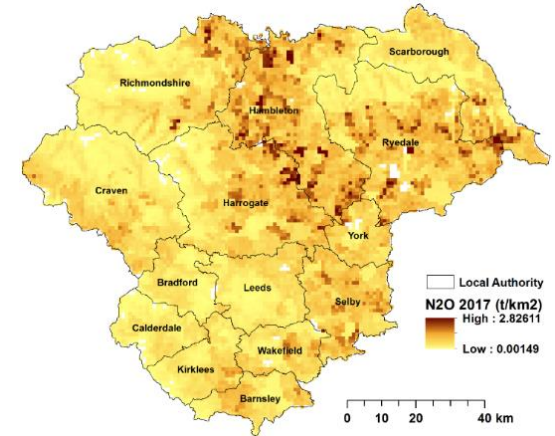 Scarborough
Richmondshire
Hambleton
Ryedale
Craven
Harrogate
York
Bradford
Leeds
Selby
Calderdale
Wakefield
Kirklees
Barnsley
Local Authority
N2O 2017 (t/km2)
High : 2.82611
Low : 0.00149
0 10 20 40 km